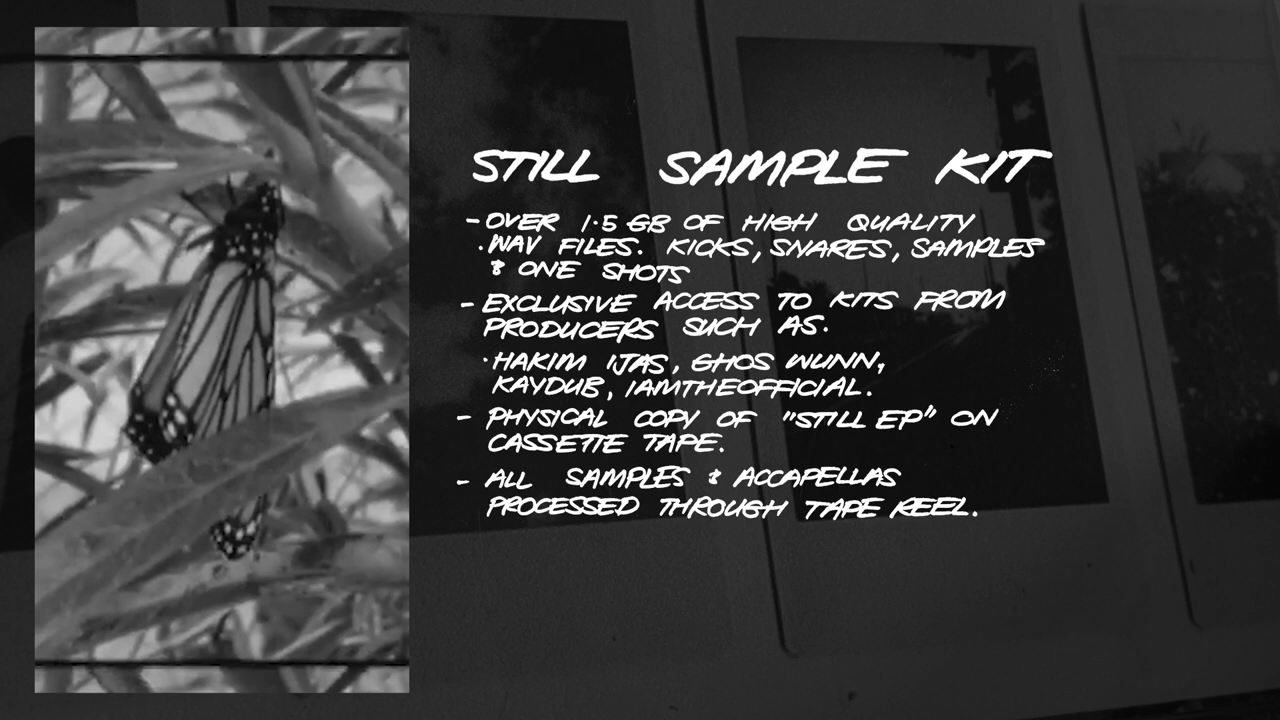 STILL SAMPLE KIT
- OVER 1.5 GB OF HIGH QUALITY
.WAV FILES. KICKS, SNARES, SAMPLES
& ONE SHOTS
- EXCLUSIVE ACCESS TO KITS FROM
PRODUCERS SUCH AS.
·HAKIM IJAS, GHOS WUNN,
KAYDUB, IAMTHEOFFICIAL.
- PHYSICAL COPY OF "STILL EP" ON
CASSETTE TAPE.
- ALL SAMPLES & ACCAPELLAS
PROCESSED THROUGH TAPE REEL.